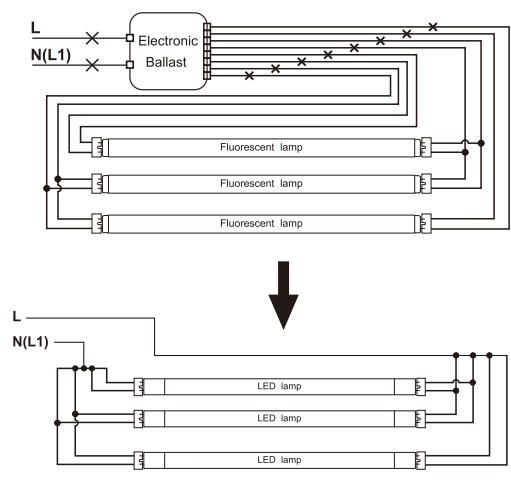 L
Electronic
N(L1)
Ballast
Fluorescent lamp
Fluorescent lamp
Fluorescent lamp
L
N(L1)
LED lamp
LED lamp
LED lamp